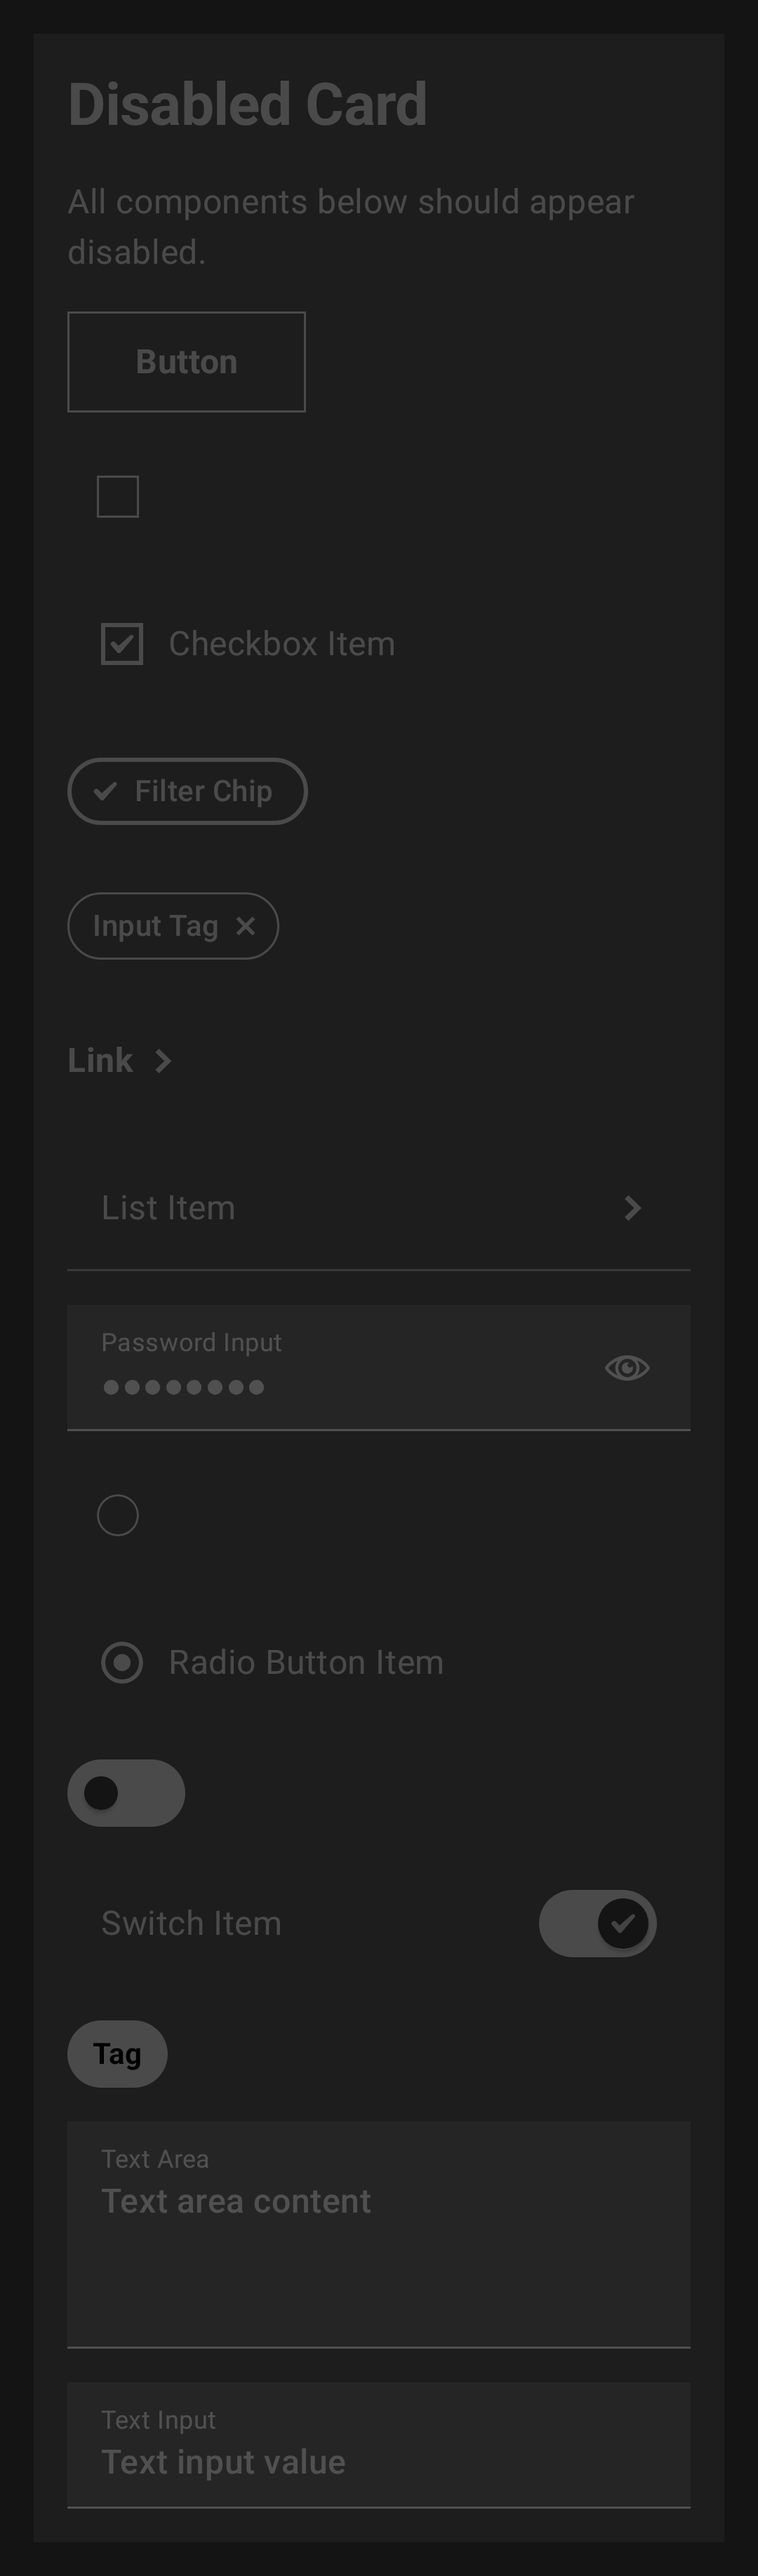 Disabled Card
All components below should appear
disabled.
Button
Checkbox Item
Filter Chip
Input Tag
Link
List Item
Password Input
••••••••
Radio Button Item
Switch Item
Tag
Text Area
Text area content
Text Input
Text input value